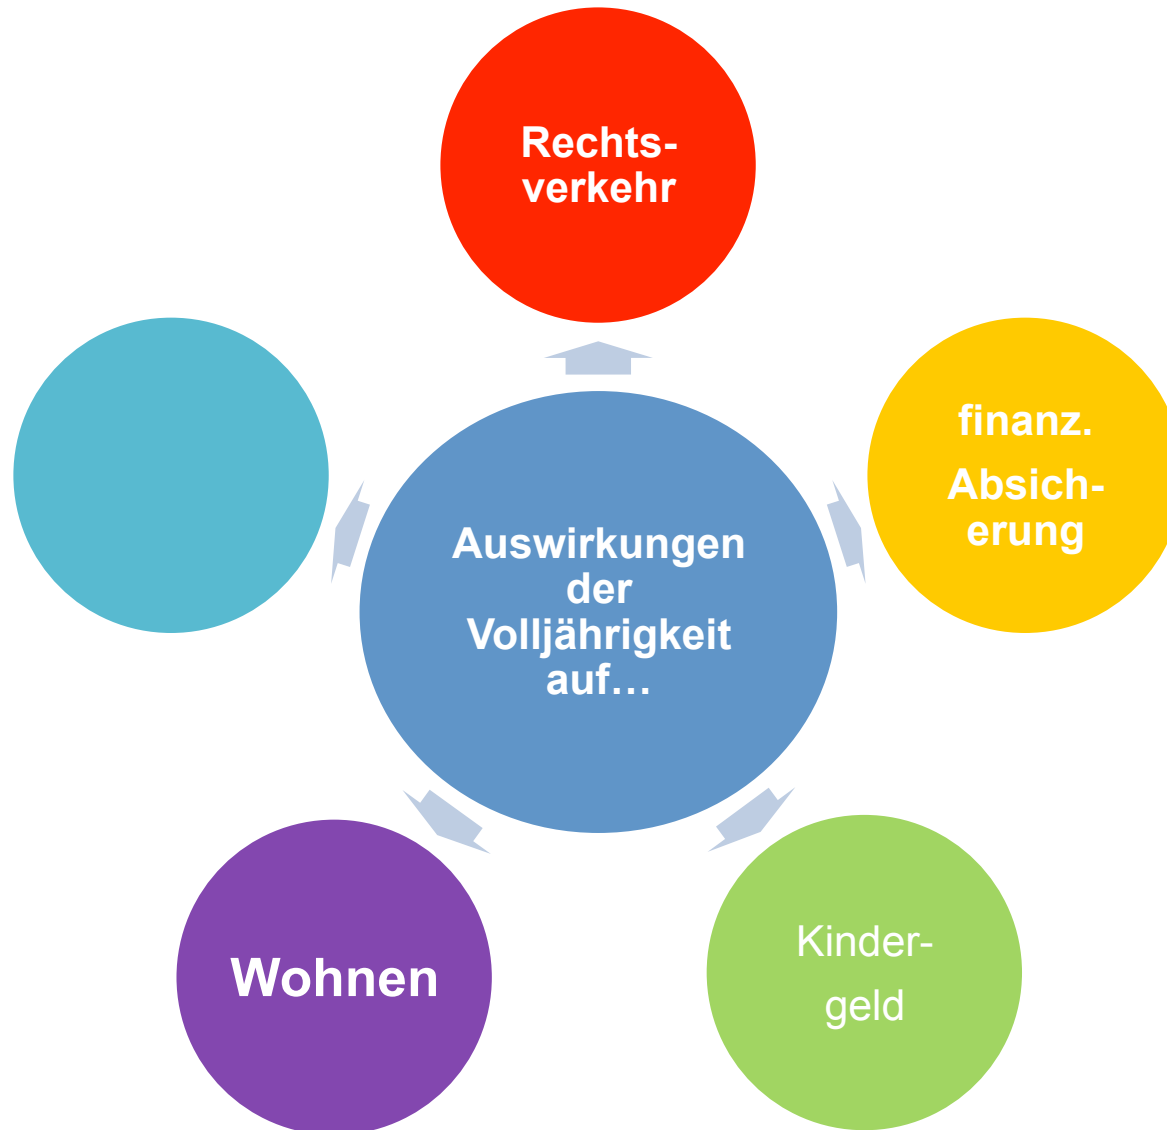 Rechts-
verkehr
finanz.
Absich-
erung
Auswirkungen
der
Volljährigkeit
auf…
Wohnen
Kinder-
geld